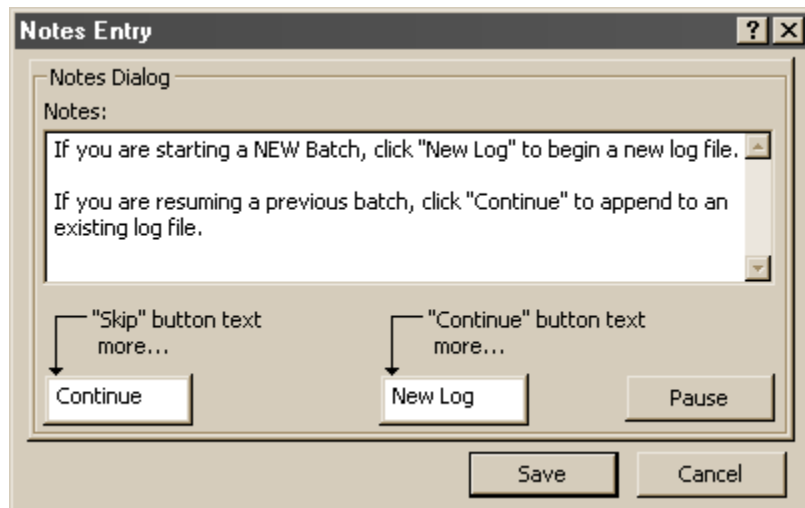 Notes Entry
Notes Dialog
Notes:
If you are starting a NEW Batch, click "New Log" to begin a new log file.
If you are resuming a previous batch, click "Continue" to append to an
existing log file.
"Skip" button text
more...
"Continue" button text
more...
Continue
New Log
Pause
Save
Cancel